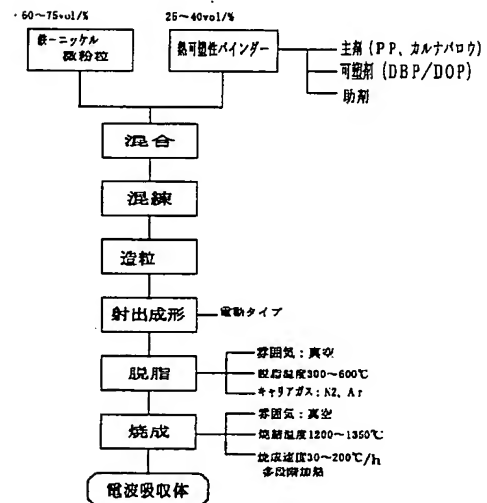 60～75vol/%
25～40vol/%
鉄－ニッケル
微粉粒
熱可塑性バインダー
主剤(PP、カルナバロウ)
可塑剤(DBP/DOP)
助剤
混合
混練
造粒
射出成形
電動タイプ
脱脂
雰囲気：真空
脱脂温度300～600℃
キャリアガス：N2、Ar
焼成
雰囲気：真空
焼結温度1200～1350℃
焼成速度30～200℃/h
多段階加熱
電波吸収体